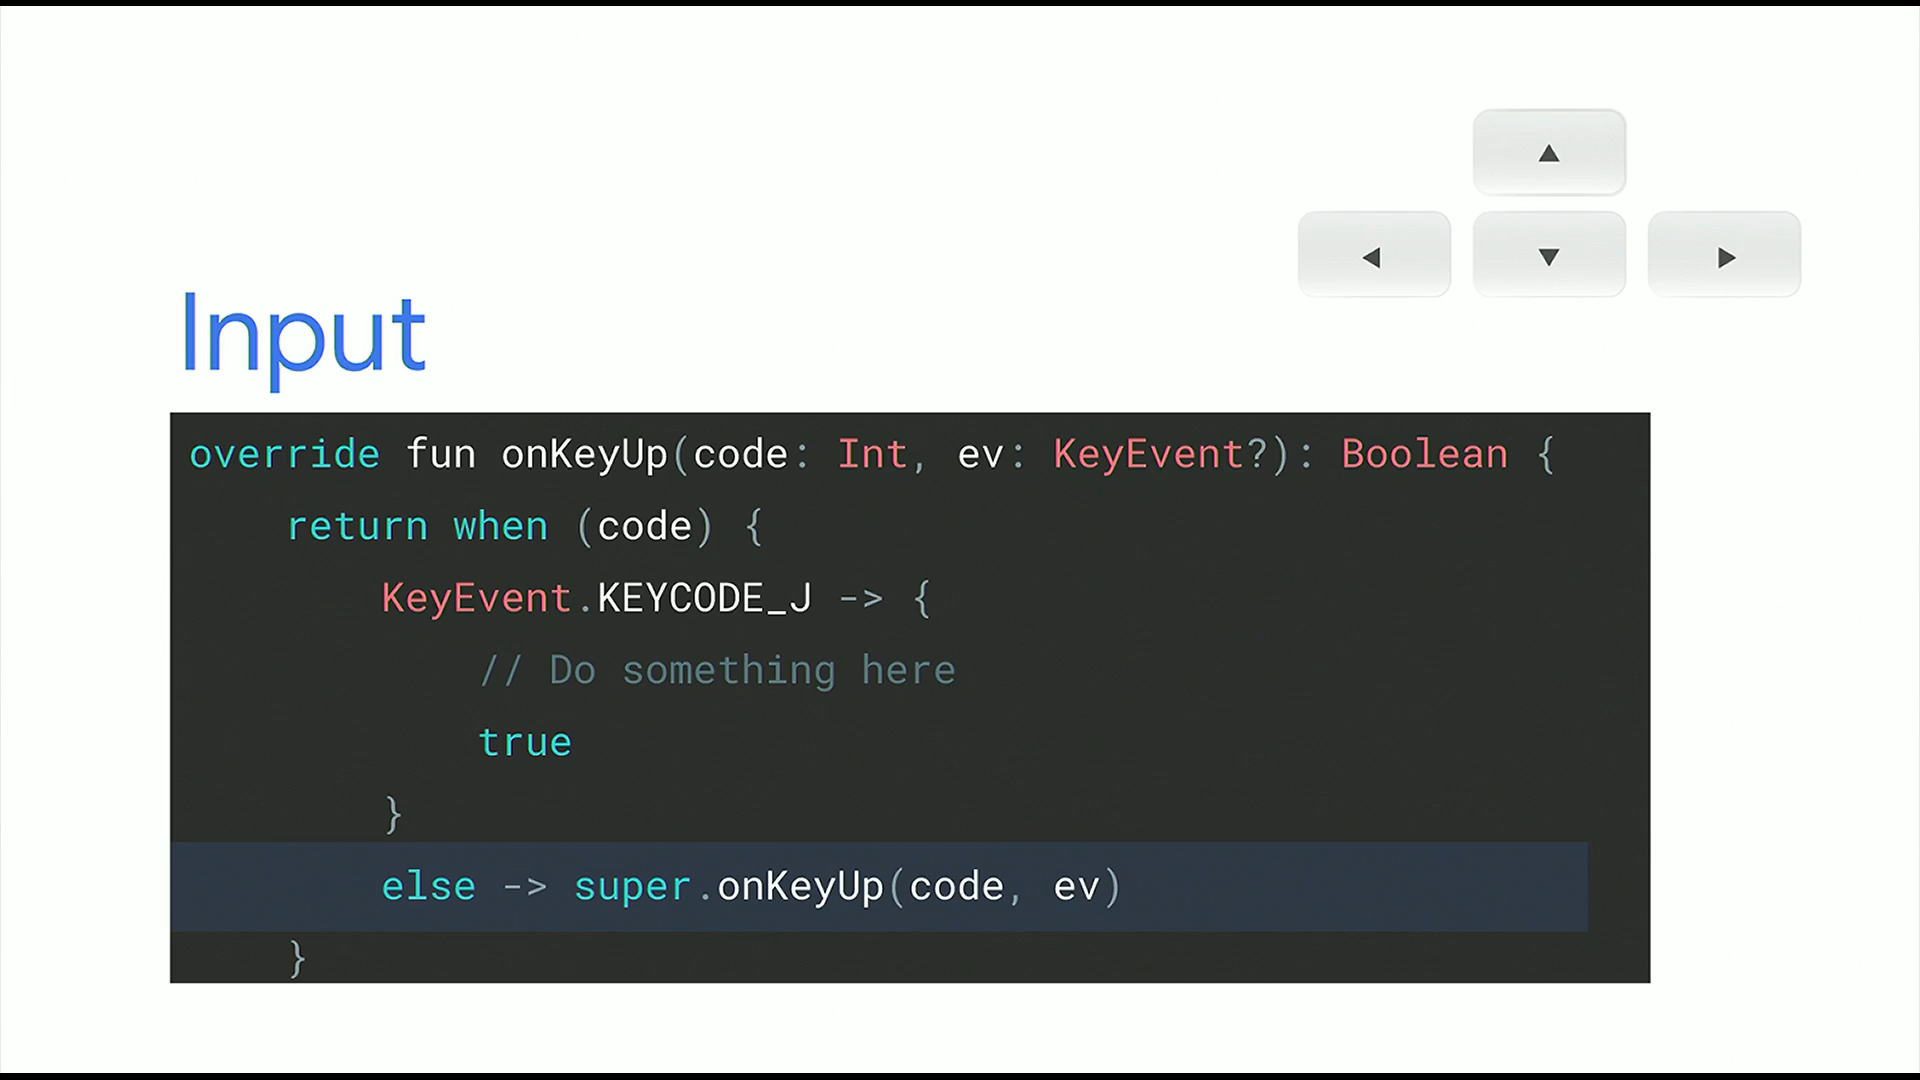 ▲
◀ ▼ ▶
Input
override fun onKeyUp(code: Int, ev: KeyEvent?): Boolean {
return when (code) {
KeyEvent.KEYCODE_J -> {
// Do something here
true
}
else -> super.onKeyUp(code, ev)
}